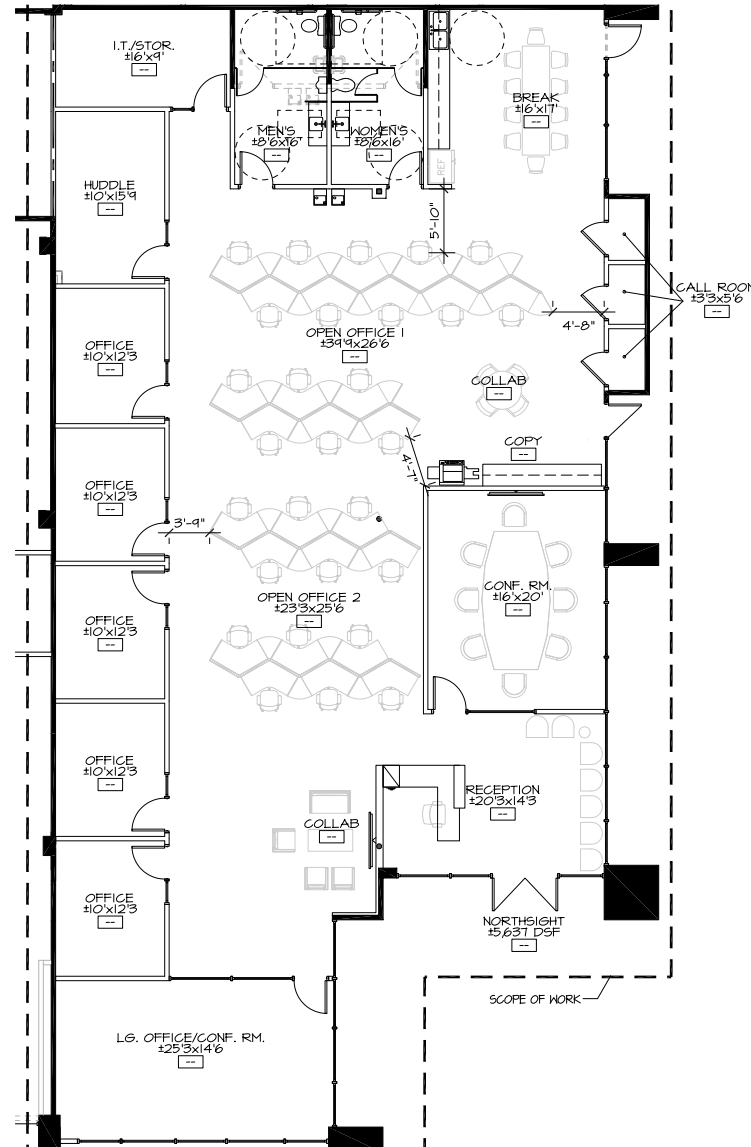 I.T./STOR.
±16'x9'
--
MEN'S
±8'6x16'
--
WOMEN'S
±8'6x16'
--
REF
BREAK
±16'x17'
--
HUDDLE
±10'x15'9
--
5'-10"
CALL ROOM
±3'3x5'6
--
4'-8"
OFFICE
±10'x12'3
--
OPEN OFFICE 1
±39'9x26'6
--
COLLAB
--
COPY
--
4'-7"
OFFICE
±10'x12'3
--
3'-9"
OPEN OFFICE 2
±23'3x25'6
--
CONF. RM.
±16'x20'
--
OFFICE
±10'x12'3
--
OFFICE
±10'x12'3
--
COLLAB
--
RECEPTION
±20'3x14'3
--
OFFICE
±10'x12'3
--
NORTHSIGHT
±5,637 DSF
--
SCOPE OF WORK
LG. OFFICE/CONF. RM.
±25'3x14'6
--